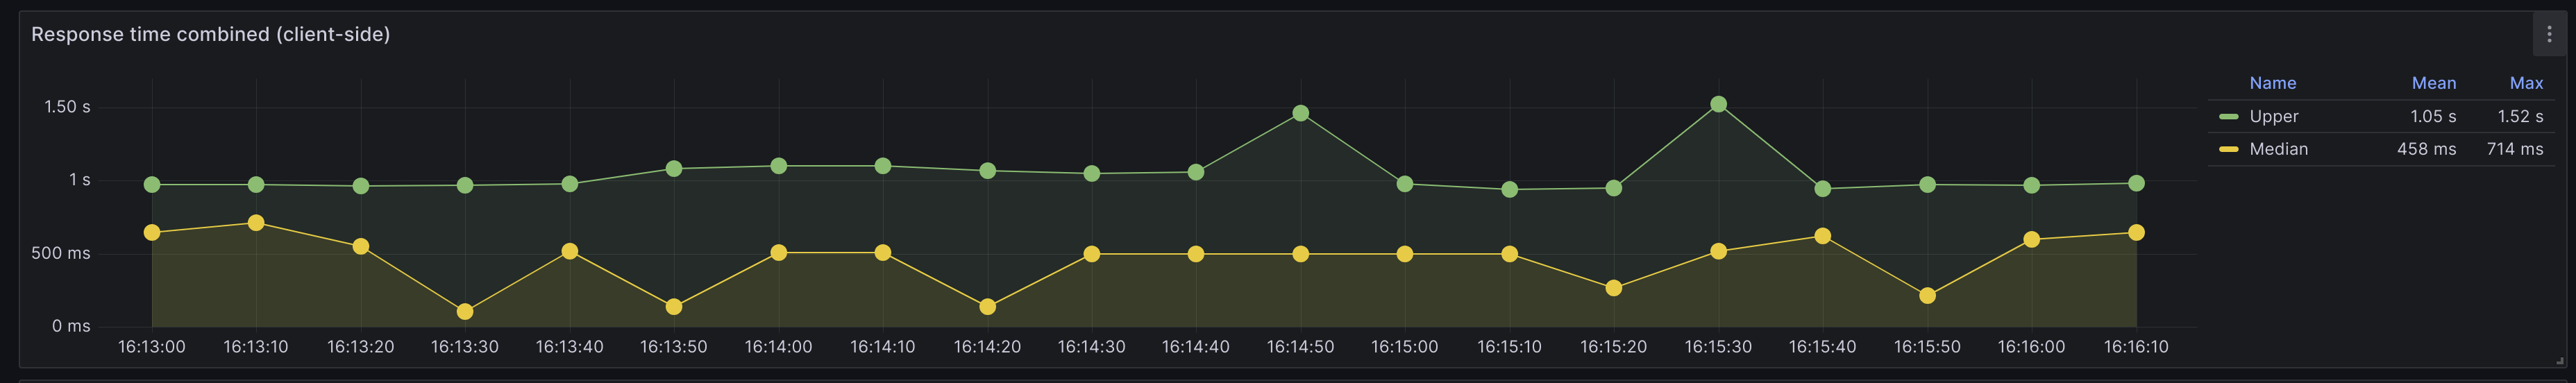 Response time combined (client-side)
Name Mean Max
1.50 s
Upper 1.05 s 1.52 s
Median 458 ms 714 ms
1 s
500 ms
0 ms
16:13:00 16:13:10 16:13:20 16:13:30 16:13:40 16:13:50 16:14:00 16:14:10 16:14:20 16:14:30 16:14:40 16:14:50 16:15:00 16:15:10 16:15:20 16:15:30 16:15:40 16:15:50 16:16:00 16:16:10